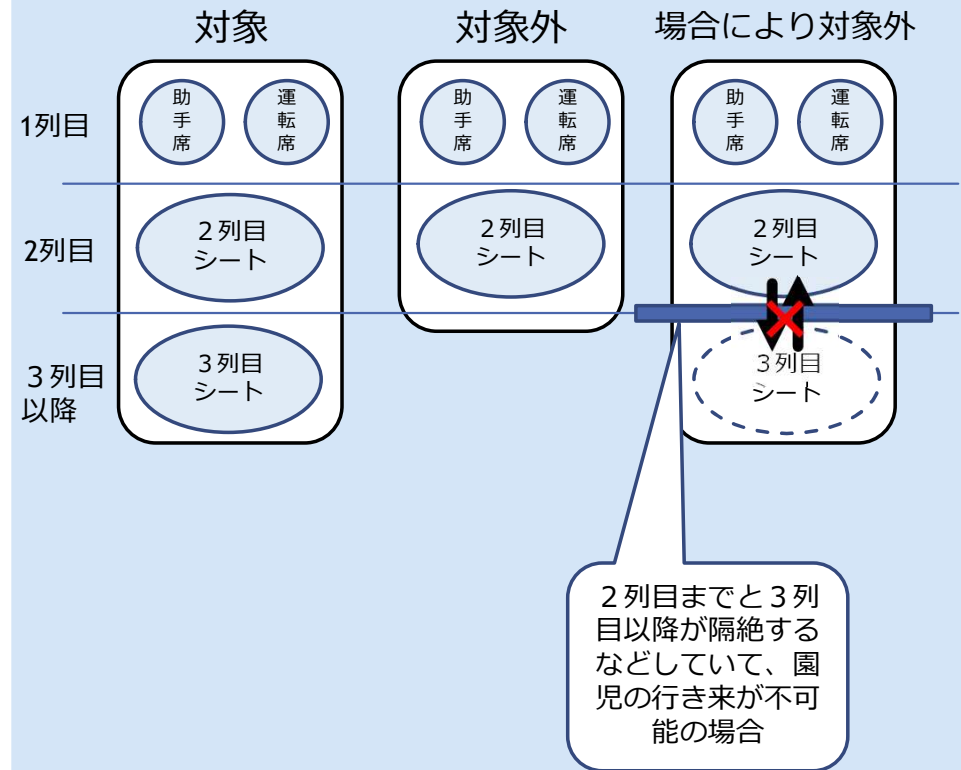 対象
対象外
場合により対象外
1列目
助手席
運転席
助手席
運転席
助手席
運転席
2列目
２列目
シート
２列目
シート
２列目
シート
３列目
以降
３列目
シート
３列目
シート
２列目までと３列
目以降が隔絶する
などしていて、園
児の行き来が不可
能の場合